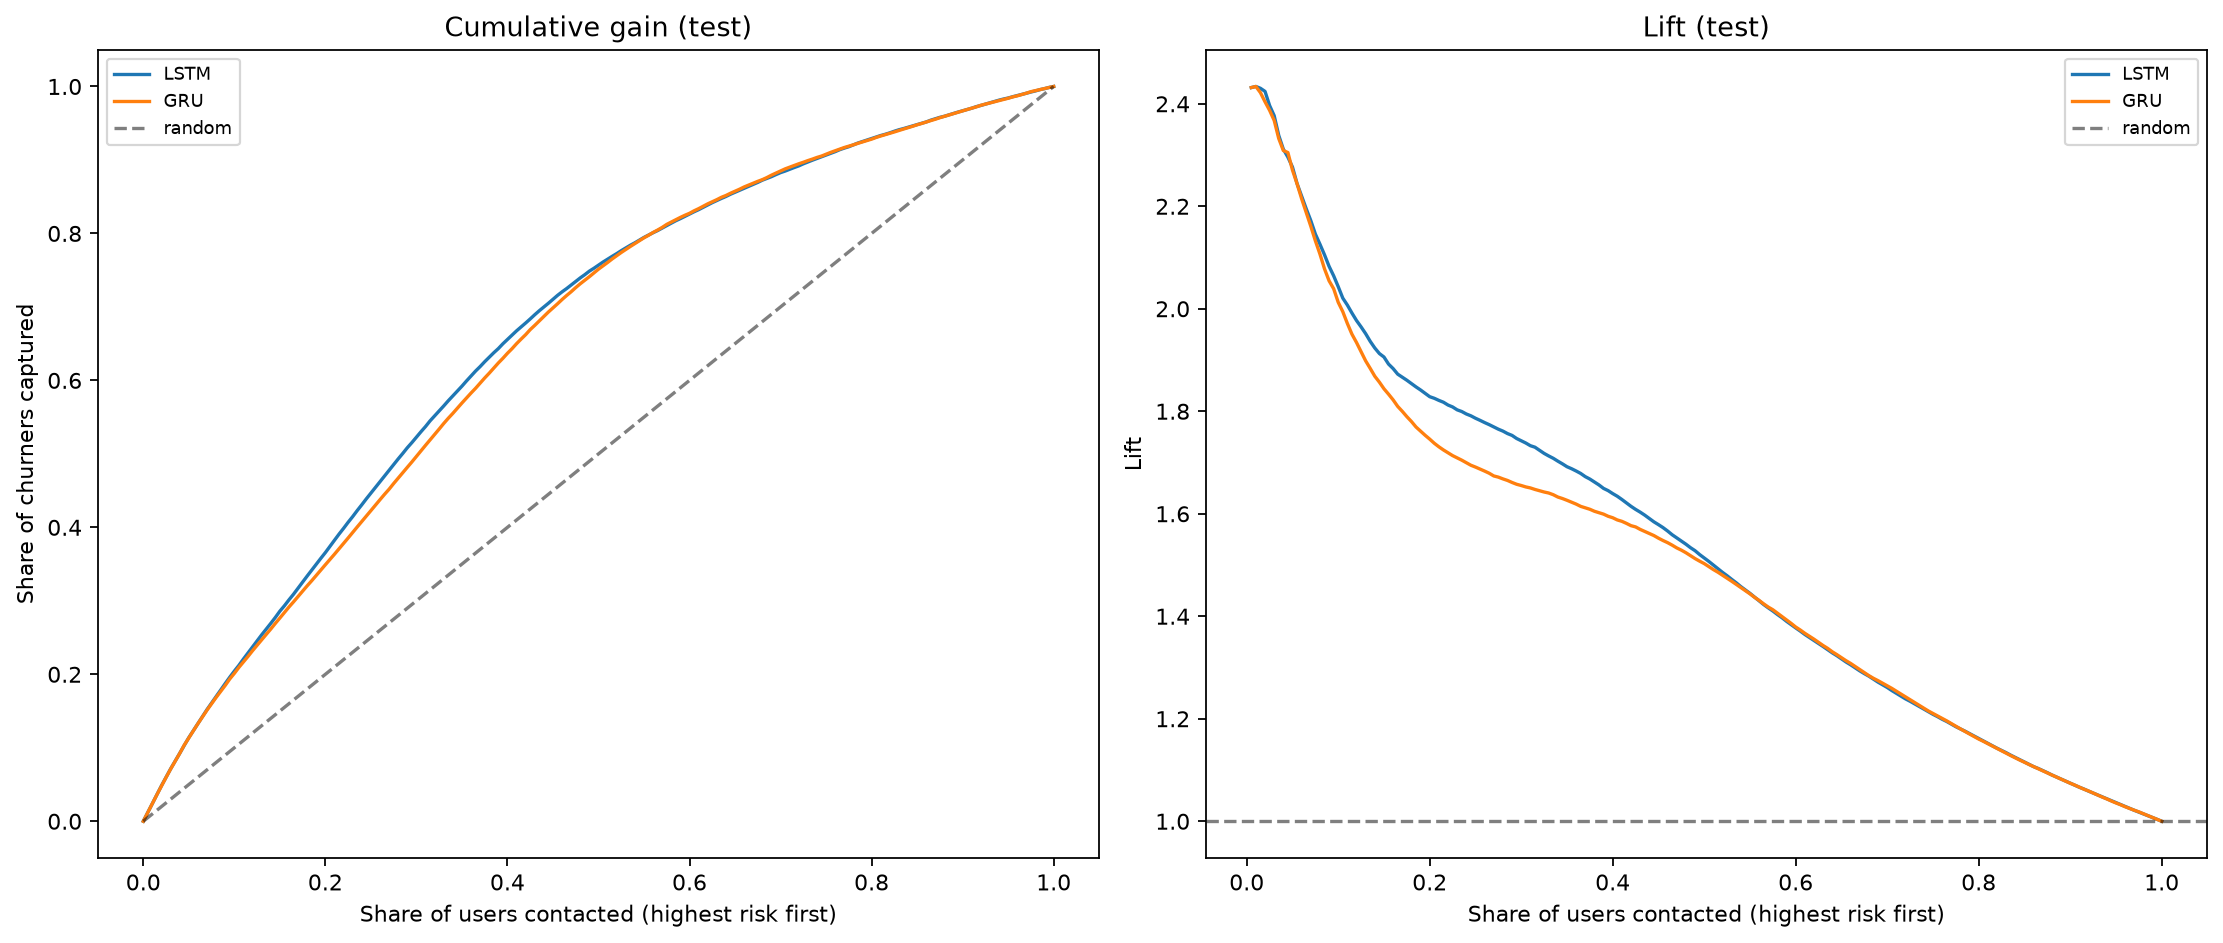 Cumulative gain (test)
LSTM
GRU
random
Share of churners captured
1.0
0.8
0.6
0.4
0.2
0.0
0.0 0.2 0.4 0.6 0.8 1.0
Share of users contacted (highest risk first)
Lift (test)
LSTM
GRU
random
Lift
2.4
2.2
2.0
1.8
1.6
1.4
1.2
1.0
0.0 0.2 0.4 0.6 0.8 1.0
Share of users contacted (highest risk first)